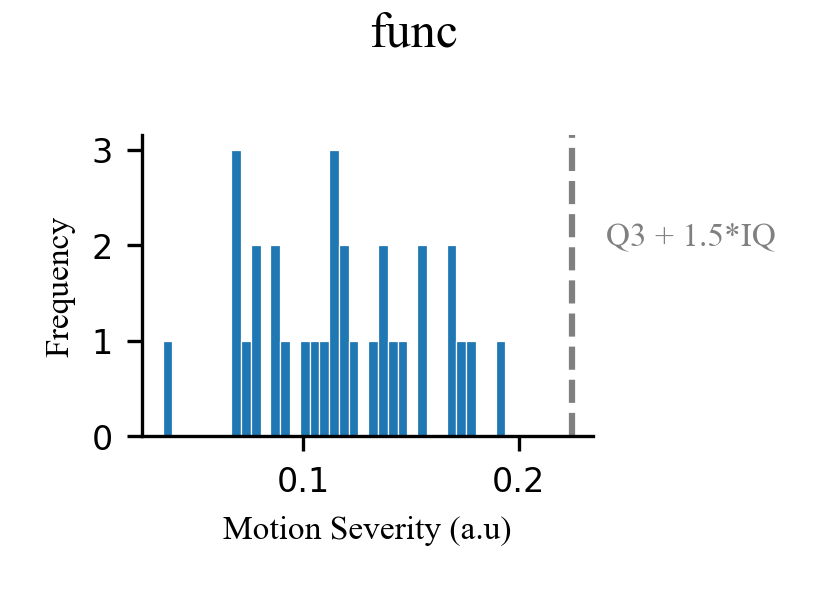 func
3
2
1
0
Frequency
Q3 + 1.5*IQ
0.1 0.2
Motion Severity (a.u)